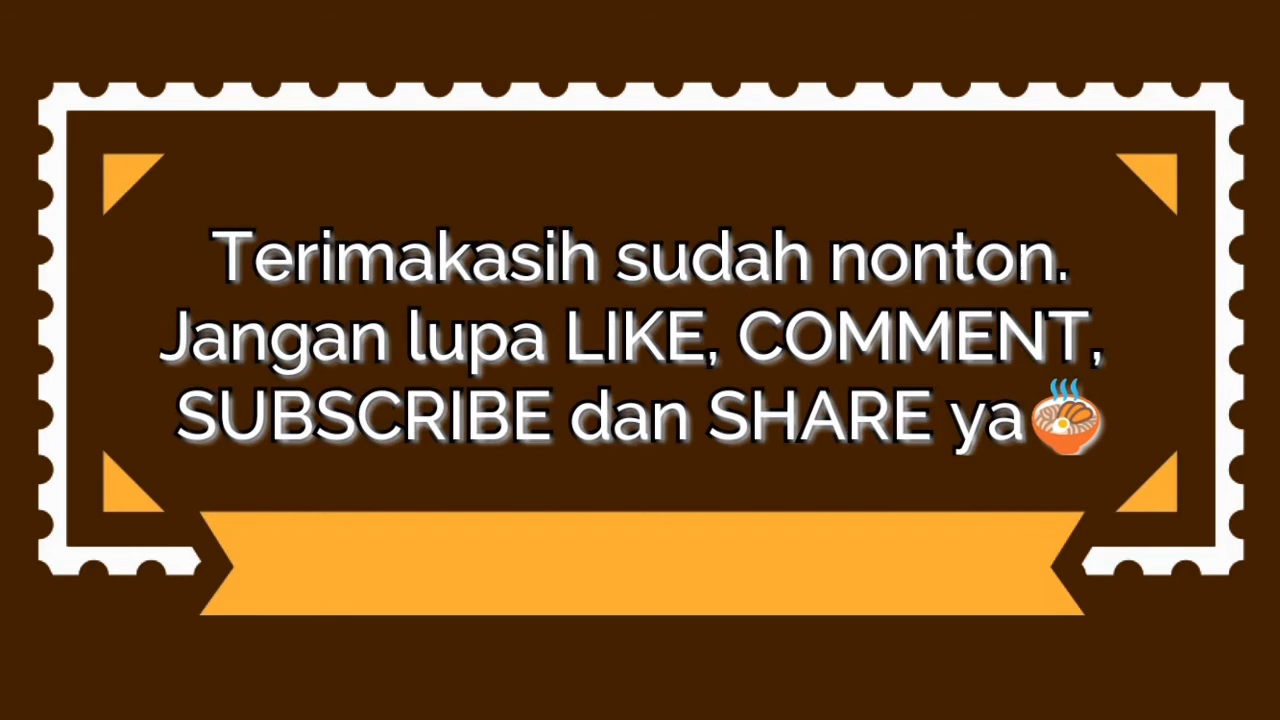 Terimakasih sudah nonton.
Jangan lupa LIKE, COMMENT,
SUBSCRIBE dan SHARE ya🍜